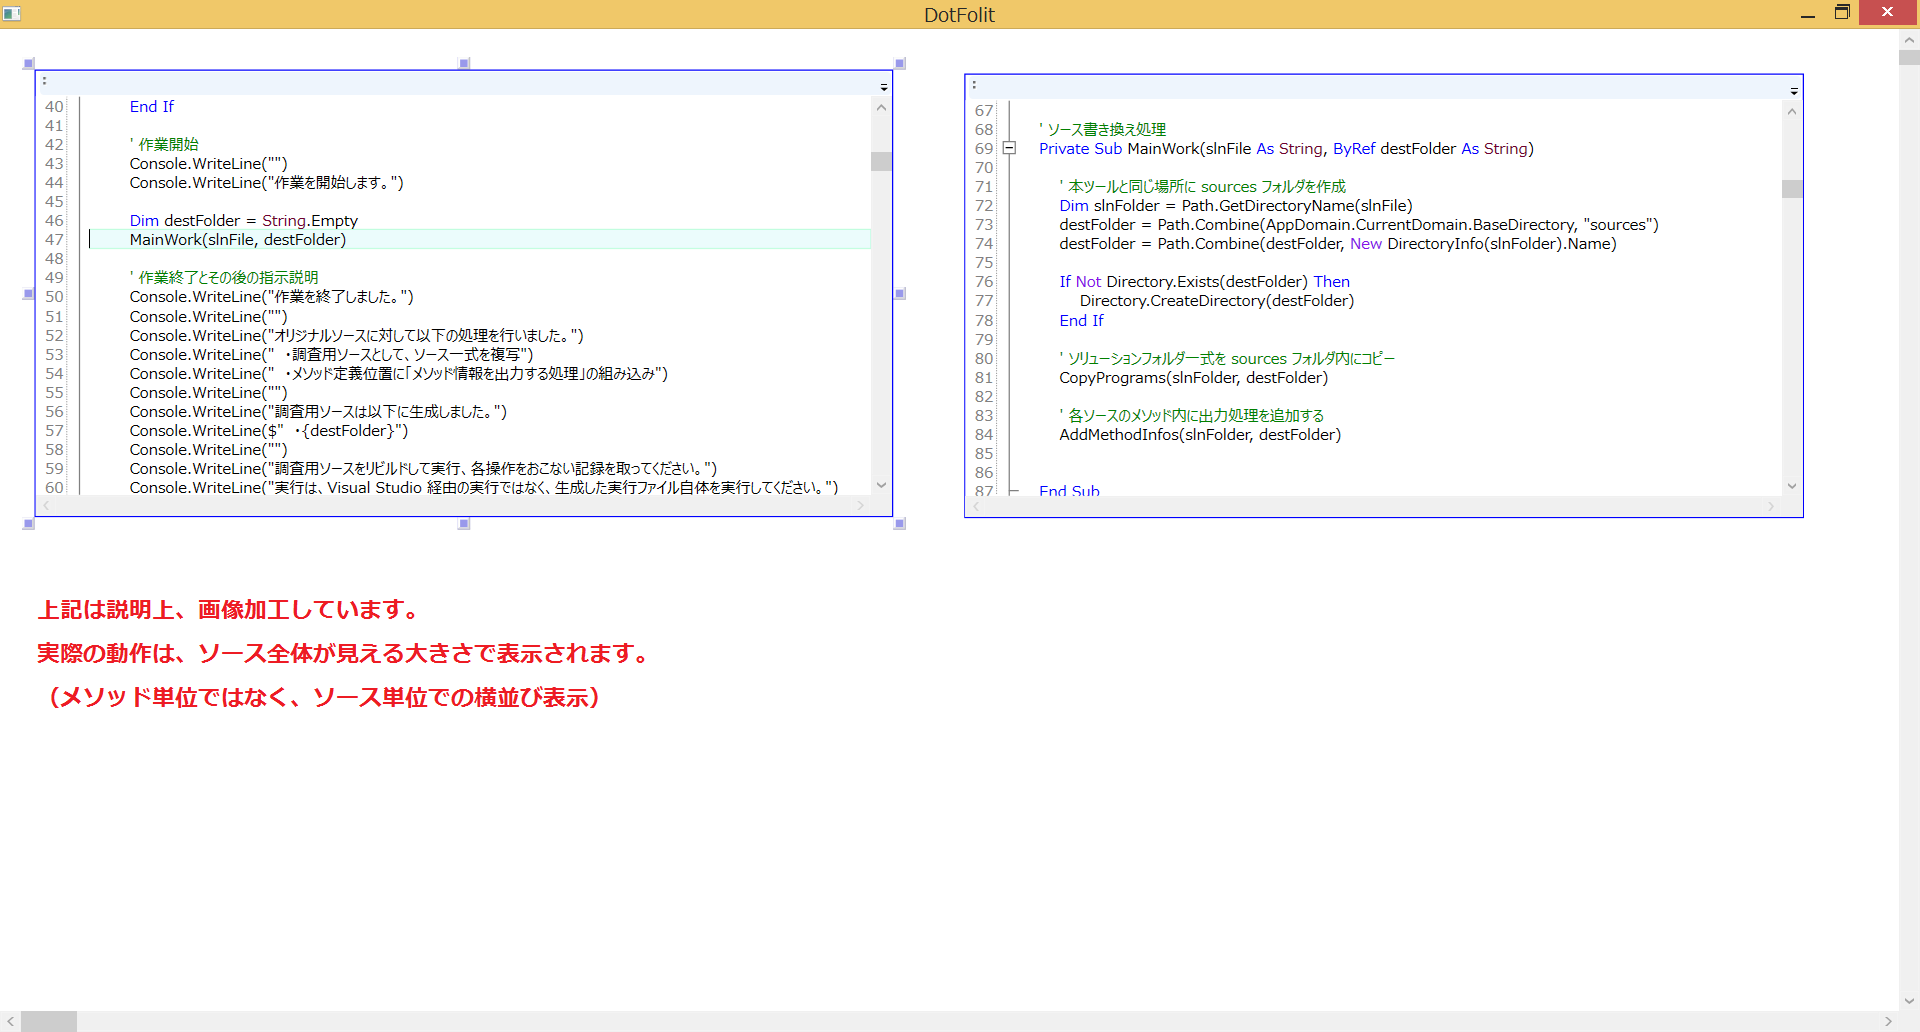 DotFolit
40 End If
41
42 ' 作業開始
43 Console.WriteLine("")
44 Console.WriteLine("作業を開始します。")
45
46 Dim destFolder = String.Empty
47 MainWork(slnFile, destFolder)
48
49 ' 作業終了とその後の指示説明
50 Console.WriteLine("作業を終了しました。")
51 Console.WriteLine("")
52 Console.WriteLine("オリジナルソースに対して以下の処理を行いました。")
53 Console.WriteLine(" ・調査用ソースとして、ソース一式を複写")
54 Console.WriteLine(" ・メソッド定義位置に「メソッド情報を出力する処理」の組み込み")
55 Console.WriteLine("")
56 Console.WriteLine("調査用ソースは以下に生成しました。")
57 Console.WriteLine($" ・{destFolder}")
58 Console.WriteLine("")
59 Console.WriteLine("調査用ソースをリビルドして実行、各操作をおこない記録を取ってください。")
60 Console.WriteLine("実行は、Visual Studio 経由の実行ではなく、生成した実行ファイル自体を実行してください。")
67
68 ' ソース書き換え処理
69 Private Sub MainWork(slnFile As String, ByRef destFolder As String)
70
71 ' 本ツールと同じ場所に sources フォルダを作成
72 Dim slnFolder = Path.GetDirectoryName(slnFile)
73 destFolder = Path.Combine(AppDomain.CurrentDomain.BaseDirectory, "sources")
74 destFolder = Path.Combine(destFolder, New DirectoryInfo(slnFolder).Name)
75
76 If Not Directory.Exists(destFolder) Then
77 Directory.CreateDirectory(destFolder)
78 End If
79
80 ' ソリューションフォルダ一式を sources フォルダ内にコピー
81 CopyPrograms(slnFolder, destFolder)
82
83 ' 各ソースのメソッド内に出力処理を追加する
84 AddMethodInfos(slnFolder, destFolder)
85
86
87 End Sub
上記は説明上、画像加工しています。
実際の動作は、ソース全体が見える大きさで表示されます。
（メソッド単位ではなく、ソース単位での横並び表示）